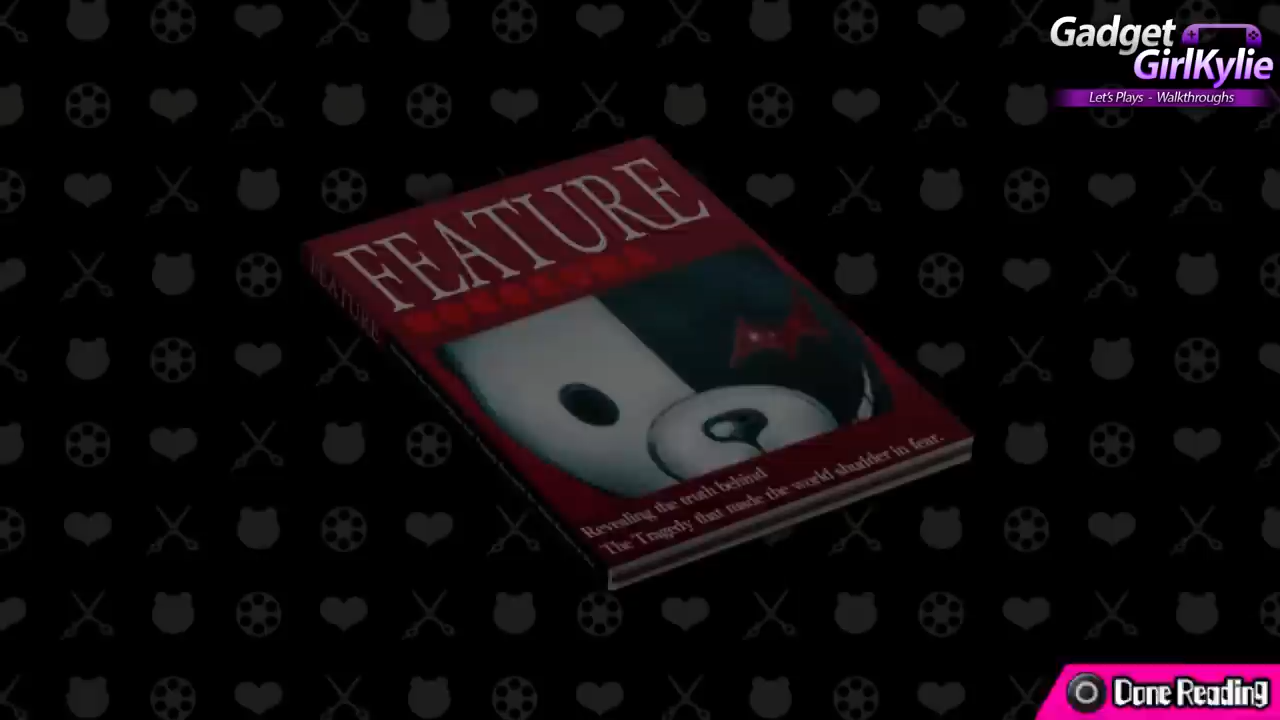 Gadget
GirlKylie
Let's Plays - Walkthroughs
FEATURE
FEATURE
Revealing the truth behind
The Tragedy that made the world shudder in fear.
Done Reading